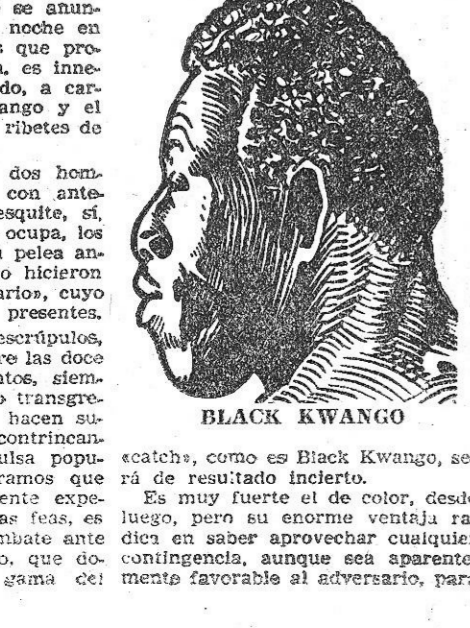 se anun-
noche en
s que pro-
a, es inne-
do, a car-
ango y el
ribetes de
dos hom-
con ante-
esquite, sí,
ocupa, los
a pelea an-
o hicieron
ario», cuyo
presentes.
escrúpulos,
re las doce
ntos, siem-
o transgre-
hacen su-
contrincan-
ulsa popu-
ramos que
ente expe-
as feas, es
mbate ante
o, que do-
gama del
BLACK KWANGO
«catch», como es Black Kwango, se
rá de resultado incierto.
Es muy fuerte el de color, desde
luego, pero su enorme ventaja ra
dica en saber aprovechar cualquier
contingencia, aunque sea aparente
mente favorable al adversario, para